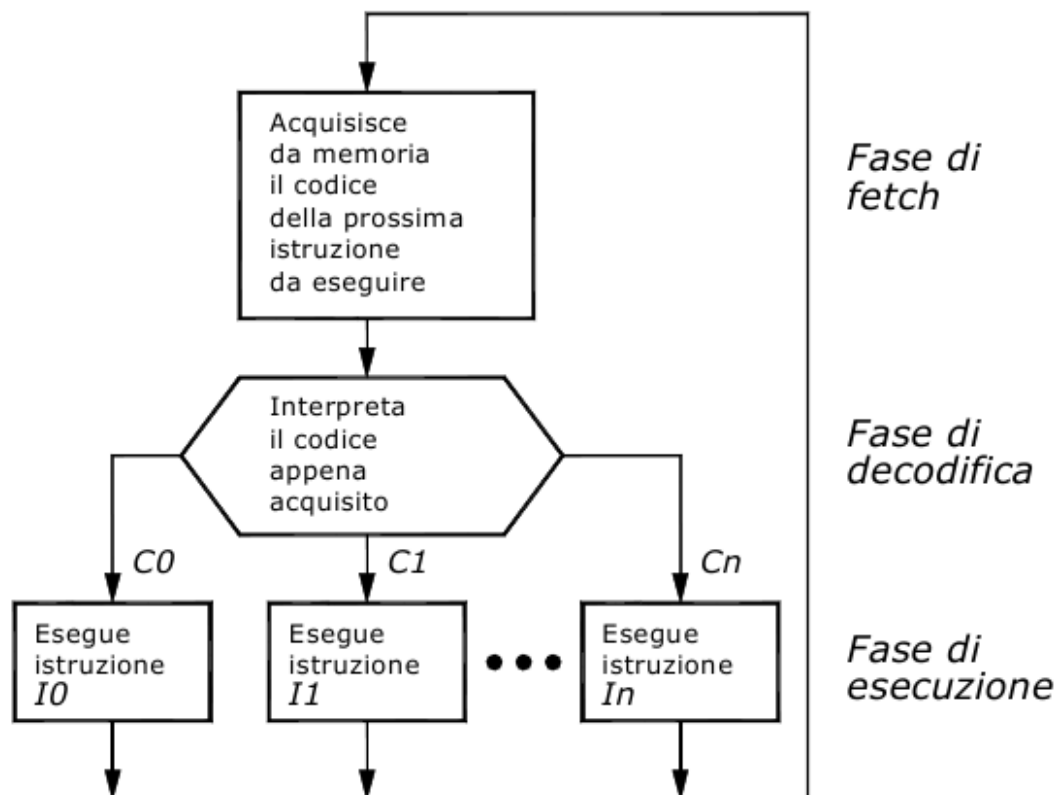 Acquisisce
da memoria
il codice
della prossima
istruzione
da eseguire
Fase di
fetch
Interpreta
il codice
appena
acquisito
Fase di
decodifica
C0
C1
Cn
Esegue
istruzione
I0
Esegue
istruzione
I1
Esegue
istruzione
In
Fase di
esecuzione